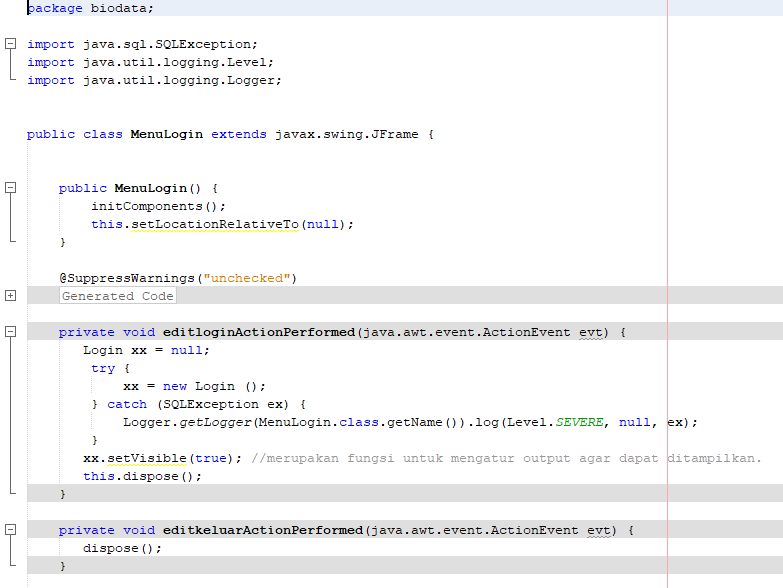 package biodata;
import java.sql.SQLException;
import java.util.logging.Level;
import java.util.logging.Logger;
public class MenuLogin extends javax.swing.JFrame {
public MenuLogin() {
initComponents();
this.setLocationRelativeTo(null);
}
@SuppressWarnings("unchecked")
Generated Code
private void editloginActionPerformed(java.awt.event.ActionEvent evt) {
Login xx = null;
try {
xx = new Login ();
} catch (SQLException ex) {
Logger.getLogger(MenuLogin.class.getName()).log(Level.SEVERE, null, ex);
}
xx.setVisible(true); //merupakan fungsi untuk mengatur output agar dapat ditampilkan.
this.dispose();
}
private void editkeluarActionPerformed(java.awt.event.ActionEvent evt) {
dispose();
}